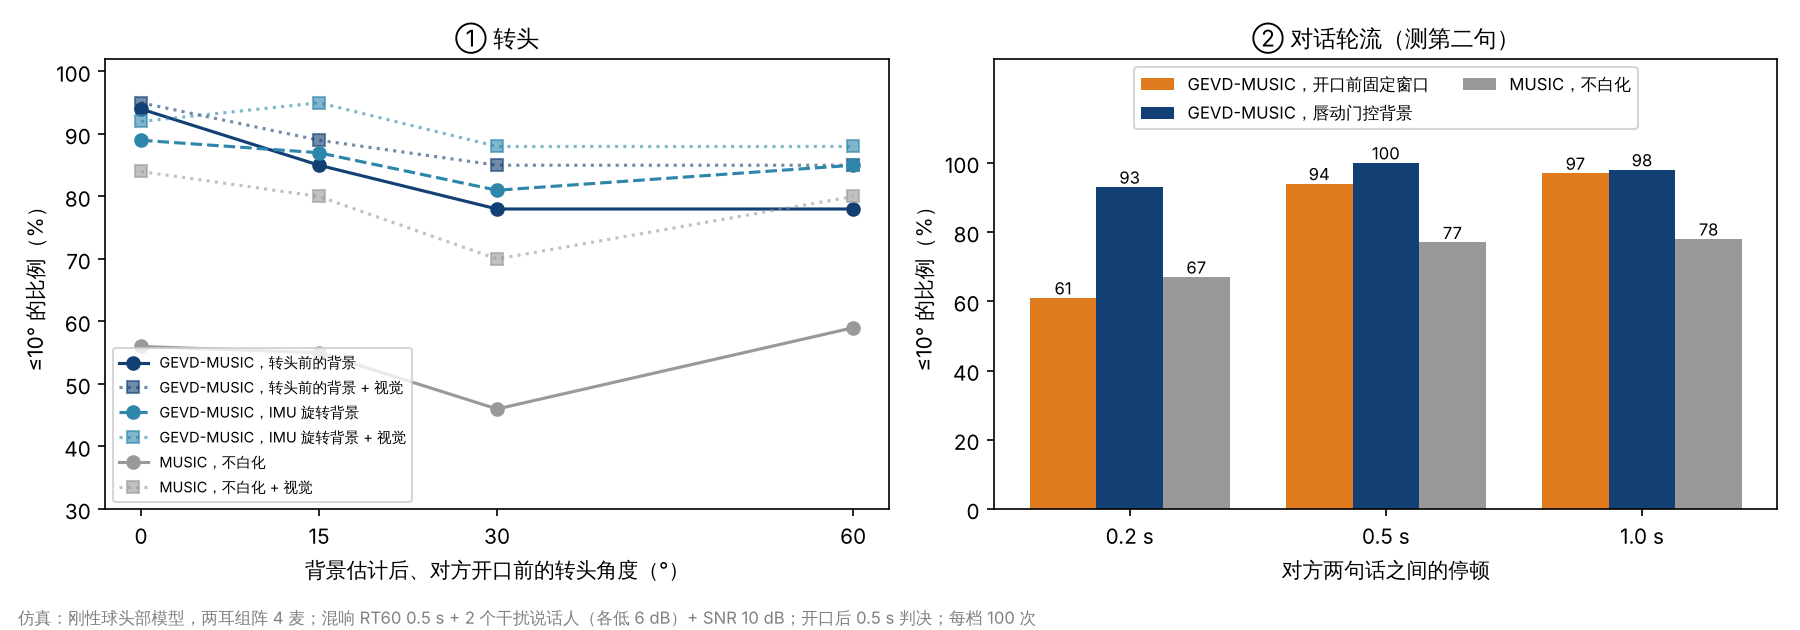 ① 转头
100
90
80
70
60
50
40
30
≤10° 的比例（%）
GEVD-MUSIC，转头前的背景
GEVD-MUSIC，转头前的背景 + 视觉
GEVD-MUSIC，IMU 旋转背景
GEVD-MUSIC，IMU 旋转背景 + 视觉
MUSIC，不白化
MUSIC，不白化 + 视觉
0 15 30 60
背景估计后、对方开口前的转头角度（°）
② 对话轮流（测第二句）
GEVD-MUSIC，开口前固定窗口
GEVD-MUSIC，唇动门控背景
MUSIC，不白化
100
80
60
40
20
0
≤10° 的比例（%）
61 93 67
94 100 77
97 98 78
0.2 s 0.5 s 1.0 s
对方两句话之间的停顿
仿真：刚性球头部模型，两耳组阵 4 麦；混响 RT60 0.5 s + 2 个干扰说话人（各低 6 dB）+ SNR 10 dB；开口后 0.5 s 判决；每档 100 次